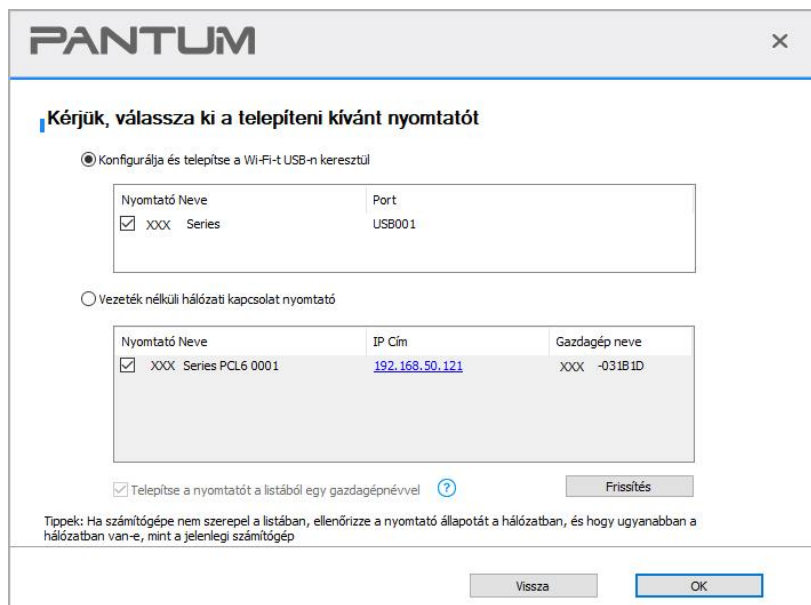 PANTUM
Kérjük, válassza ki a telepíteni kívánt nyomtatót
Konfigurálja és telepítse a Wi-Fi-t USB-n keresztül
Nyomtató Neve Port
XXX Series USB001
Vezeték nélküli hálózati kapcsolat nyomtató
Nyomtató Neve IP Cím Gazdagép neve
XXX Series PCL6 0001 192.168.50.121 XXX -031B1D
Telepítse a nyomtatót a listából egy gazdagépnévvel ? Frissítés
Tippek: Ha számítógépe nem szerepel a listában, ellenőrizze a nyomtató állapotát a hálózatban, és hogy ugyanabban a
hálózatban van-e, mint a jelenlegi számítógép
Vissza OK